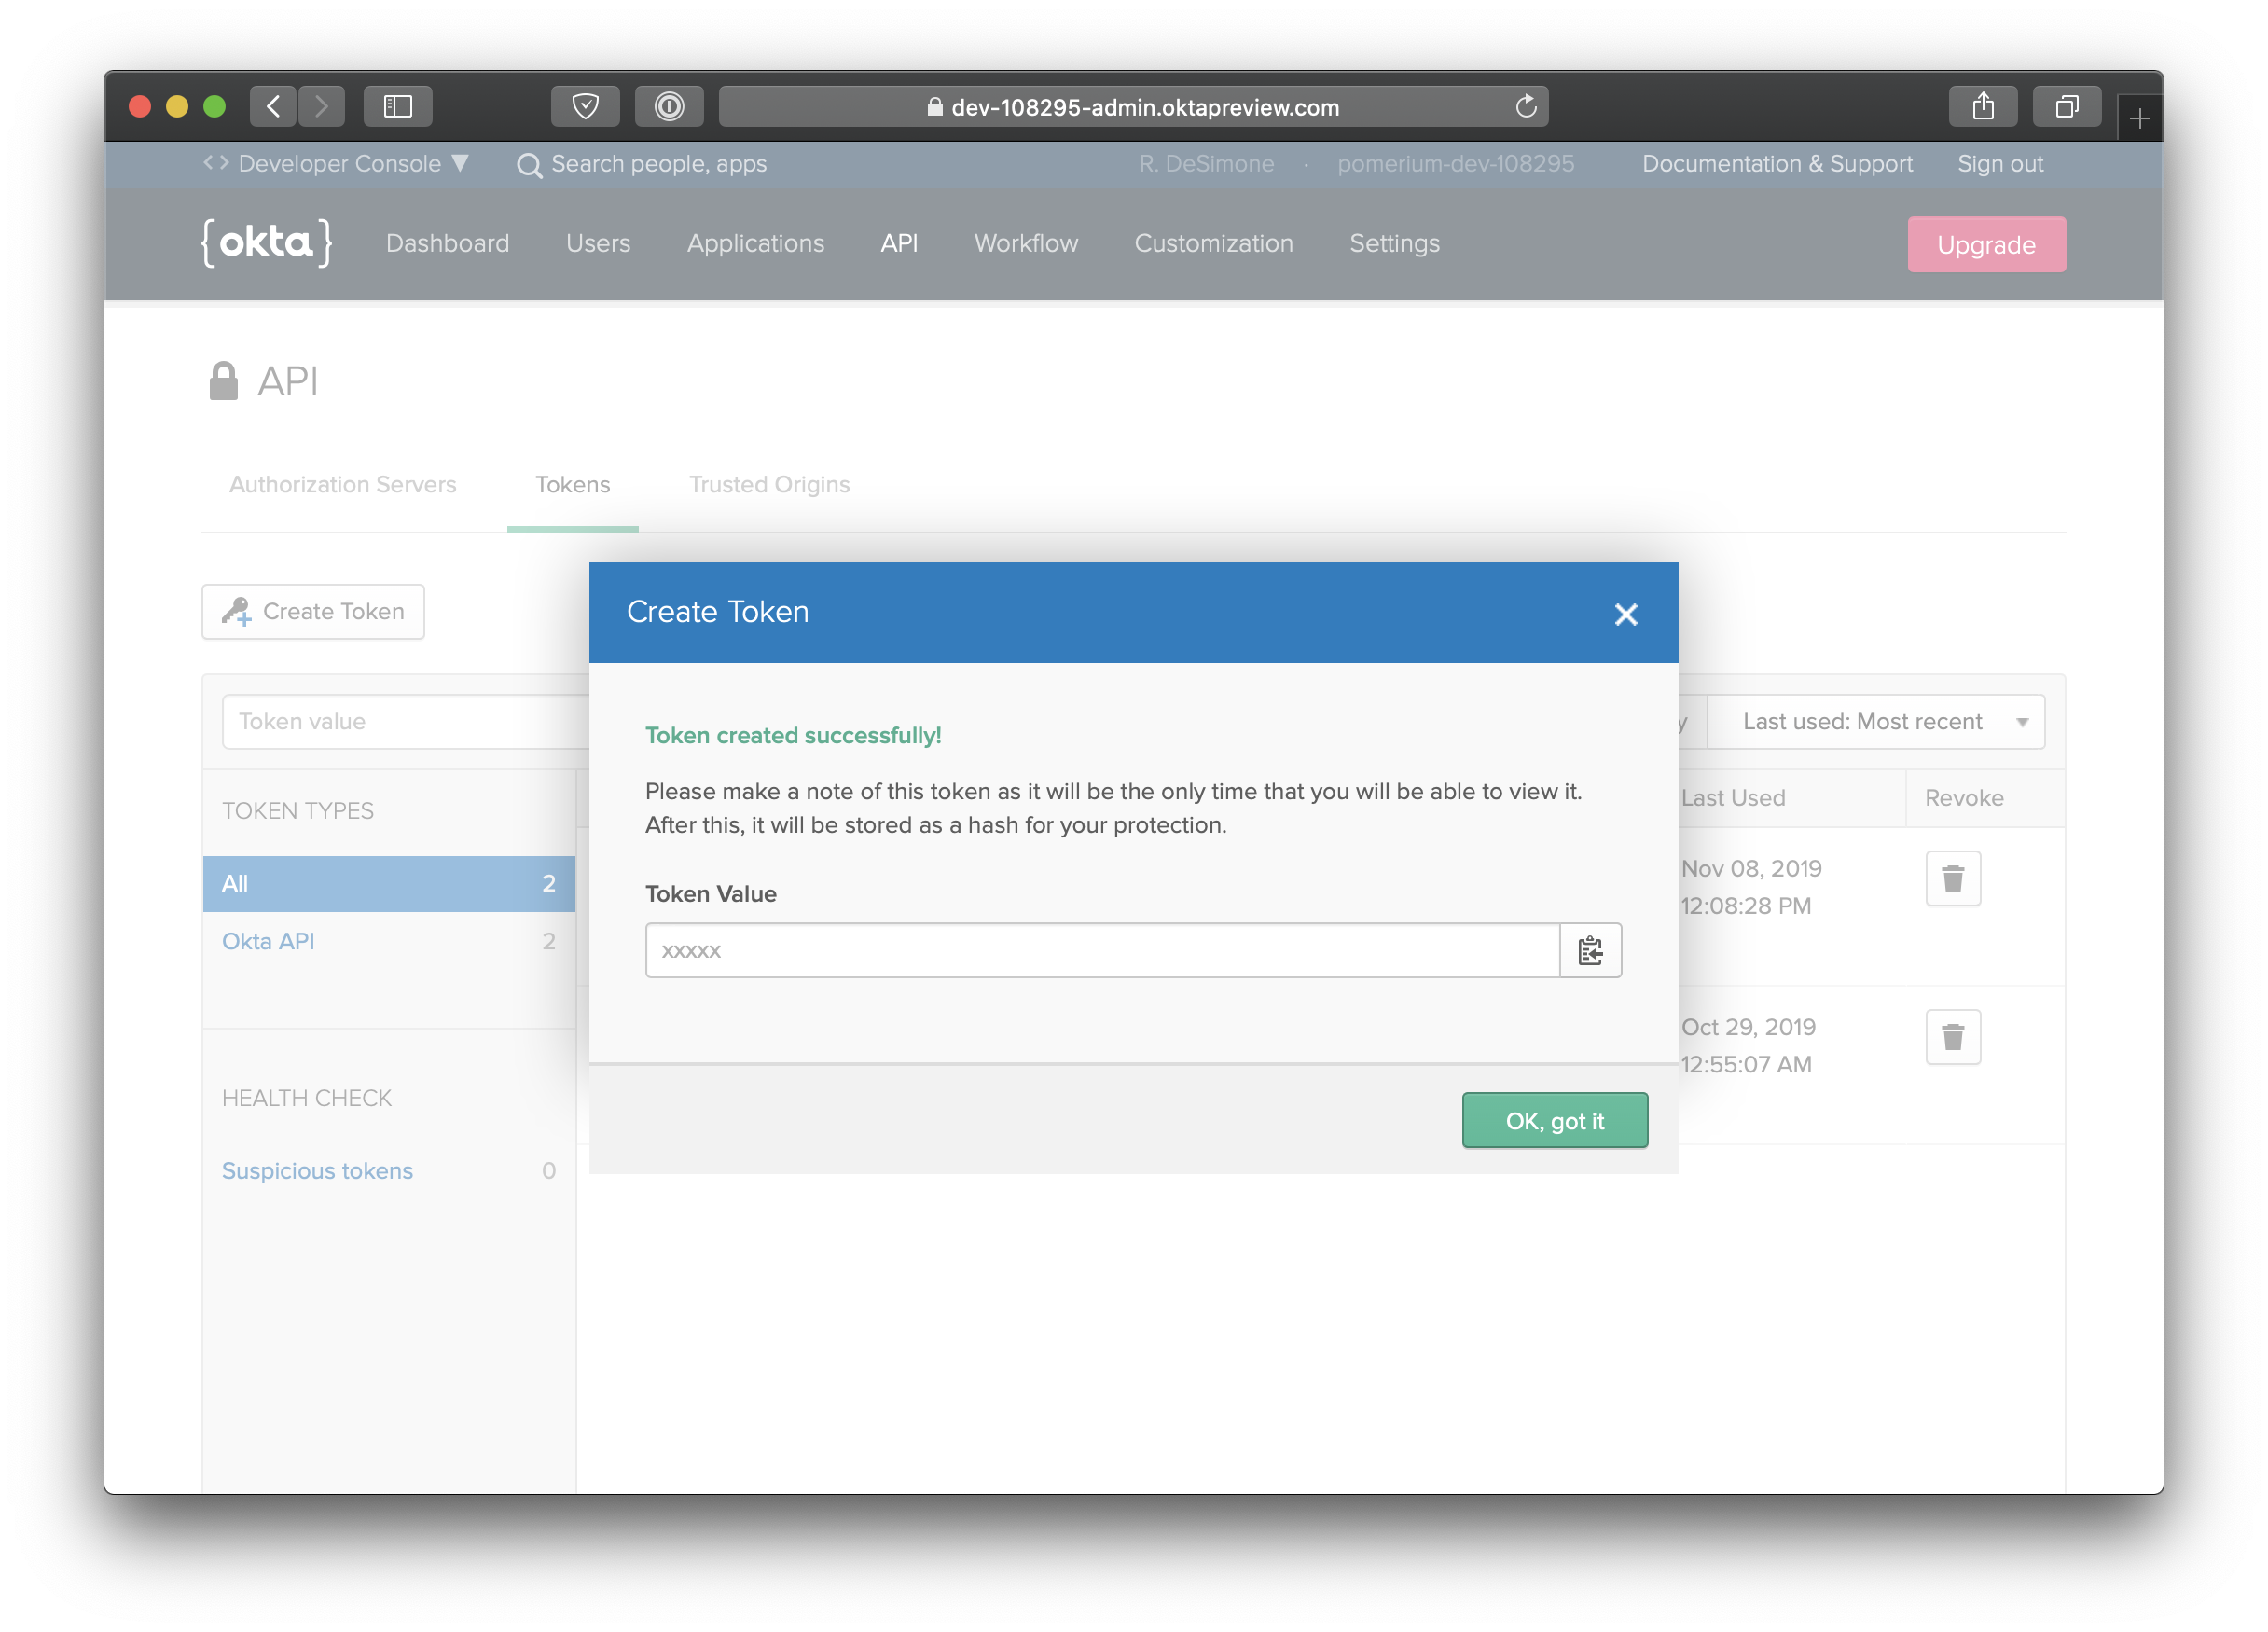 dev-108295-admin.oktapreview.com
<> Developer Console ▼ Search people, apps R. DeSimone · pomerium-dev-108295 Documentation & Support Sign out
{okta} Dashboard Users Applications API Workflow Customization Settings Upgrade
API
Authorization Servers Tokens Trusted Origins
Create Token
Create Token
Token value
Last used: Most recent
Token created successfully!
Please make a note of this token as it will be the only time that you will be able to view it.
After this, it will be stored as a hash for your protection.
Token Value
xxxxx
OK, got it
TOKEN TYPES
All 2
Okta API 2
HEALTH CHECK
Suspicious tokens 0
Last Used Revoke
Nov 08, 2019
12:08:28 PM
Oct 29, 2019
12:55:07 AM